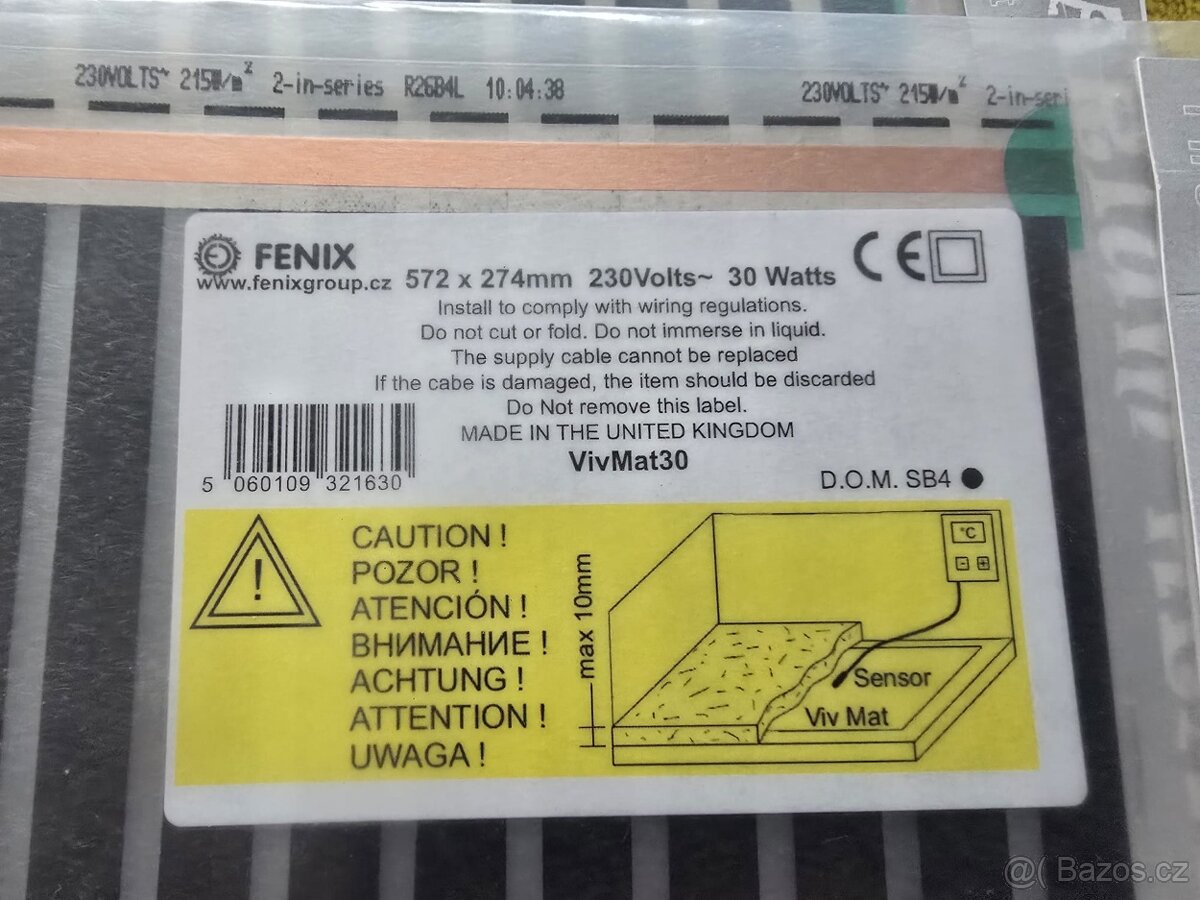 230VOLTS~ 215W/m² 2-in-series R26B4L 10:04:38 230VOLTS~ 215W/m² 2-in-seri
FENIX
www.fenixgroup.cz
572 x 274mm 230Volts~ 30 Watts CE
Install to comply with wiring regulations.
Do not cut or fold. Do not immerse in liquid.
The supply cable cannot be replaced
If the cabe is damaged, the item should be discarded
Do Not remove this label.
MADE IN THE UNITED KINGDOM
VivMat30
5 060109 321630
D.O.M. SB4
CAUTION !
POZOR !
ATENCIÓN !
ВНИМАНИЕ !
ACHTUNG !
ATTENTION !
UWAGA !
max 10mm
°C
- +
Sensor
Viv Mat
@( Bazos.cz